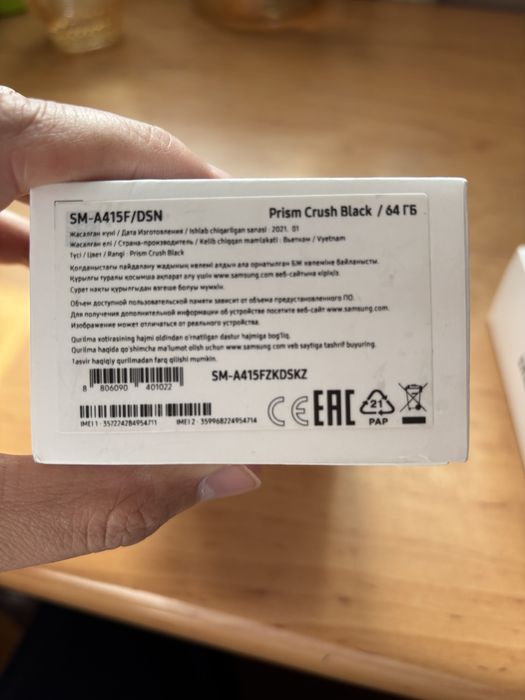 SM-A415F/DSN
Prism Crush Black / 64 ГБ
Жасалған күні / Дата Изготовления / Ishlab chiqarilgan sanasi : 2021. 01
Жасалған елі / Страна-производитель / Kelib chiqqan mamlakati : Вьетнам / Vyetnam
Түсі / Цвет / Rangi : Prism Crush Black
Қолданыстағы пайдалану жадының көлемі алдын ала орнатылған БЖ көлеміне байланысты.
Құрылғы туралы қосымша ақпарат алу үшін www.samsung.com веб-сайтына кіріңіз.
Сурет нақты құрылғыдан өзгеше болуы мүмкін.
Объем доступной пользовательской памяти зависит от объема предустановленного ПО.
Для получения дополнительной информации об устройстве посетите веб-сайт www.samsung.com.
Изображение может отличаться от реального устройства.
Qurilma xotirasining hajmi oldindan o'rnatilgan dastur hajmiga bog'liq.
Qurilma haqida qo'shimcha ma'lumot olish uchun www.samsung.com veb saytiga tashrif buyuring.
Tasvir haqiqiy qurilmadan farq qilishi mumkin.
8 806090 401022
SM-A415FZKDSKZ
IMEI 1 : 357274284954711
IMEI 2 : 359968224954714
CE EAC
21
PAP